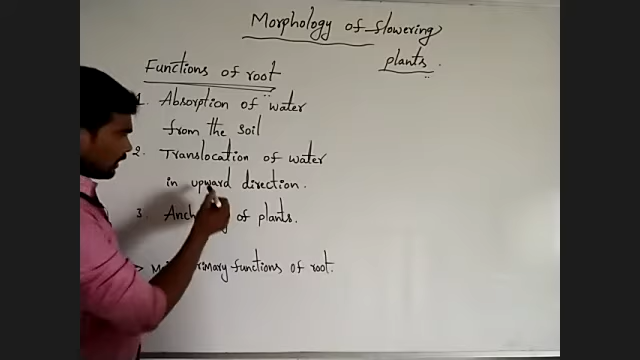 Morphology of flowering
plants.
Functions of root
1. Absorption of water
from the soil
2. Translocation of water
in upward direction.
3. of plants.
primary functions of root.